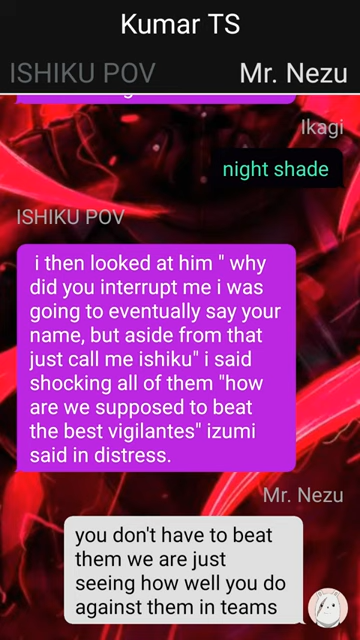 Kumar TS
ISHIKU POV
Mr. Nezu
Ikagi
night shade
ISHIKU POV
i then looked at him " why
did you interrupt me i was
going to eventually say your
name, but aside from that
just call me ishiku" i said
shocking all of them "how
are we supposed to beat
the best vigilantes" izumi
said in distress.
Mr. Nezu
you don't have to beat
them we are just
seeing how well you do
against them in teams